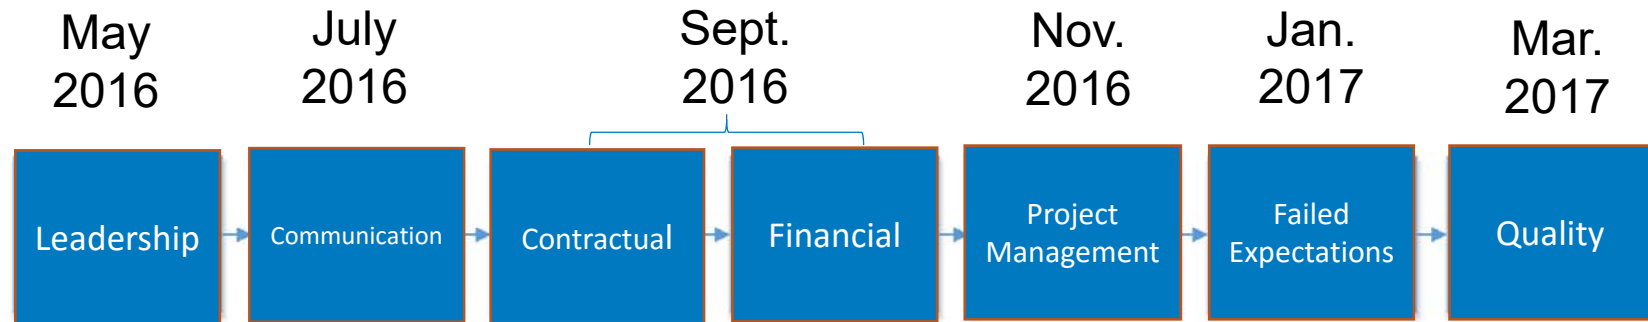 May
2016
July
2016
Sept.
2016
Nov.
2016
Jan.
2017
Mar.
2017
Leadership
Communication
Contractual
Financial
Project
Management
Failed
Expectations
Quality